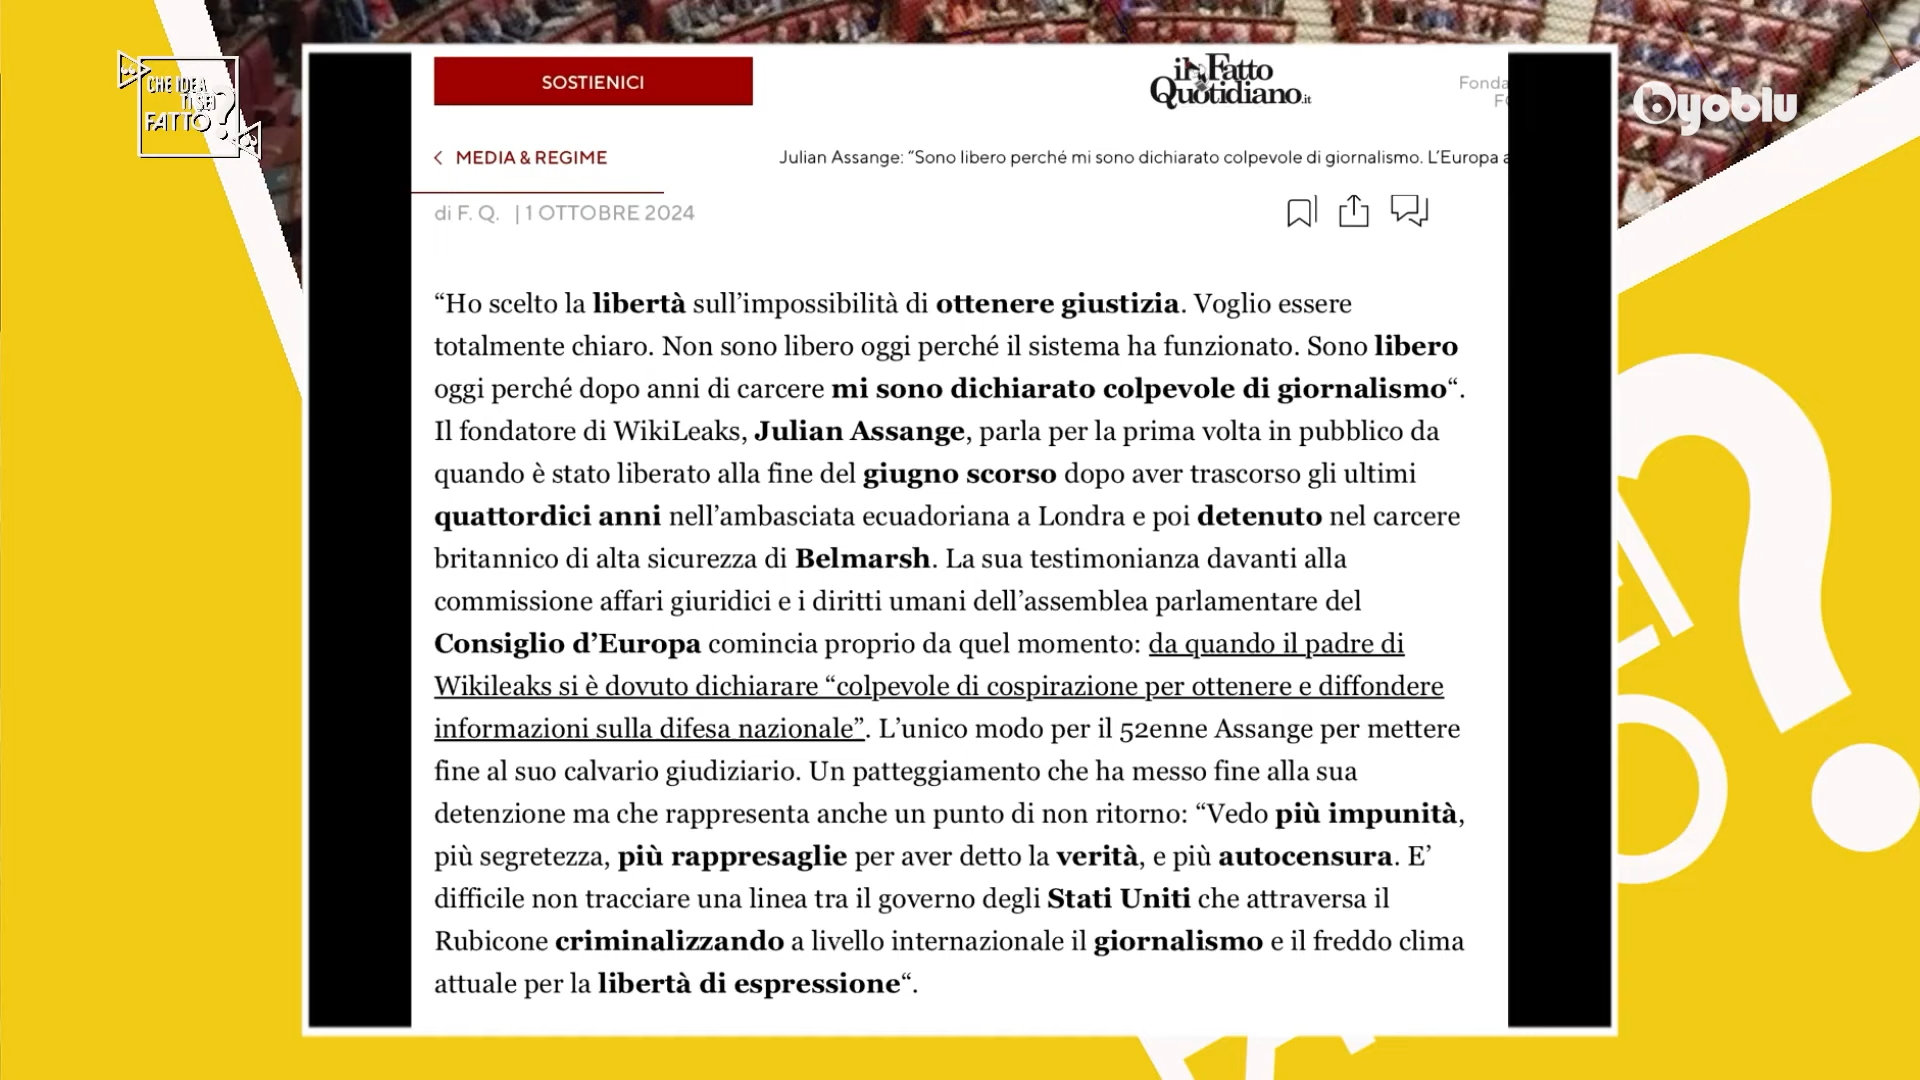 CHE IDEA
TI SEI
FATTO?
SOSTIENICI
il Fatto
Quotidiano.it
Fonda
FO
byoblu
< MEDIA & REGIME
Julian Assange: “Sono libero perché mi sono dichiarato colpevole di giornalismo. L’Europa a
di F. Q. | 1 OTTOBRE 2024
“Ho scelto la libertà sull’impossibilità di ottenere giustizia. Voglio essere
totalmente chiaro. Non sono libero oggi perché il sistema ha funzionato. Sono libero
oggi perché dopo anni di carcere mi sono dichiarato colpevole di giornalismo“.
Il fondatore di WikiLeaks, Julian Assange, parla per la prima volta in pubblico da
quando è stato liberato alla fine del giugno scorso dopo aver trascorso gli ultimi
quattordici anni nell’ambasciata ecuadoriana a Londra e poi detenuto nel carcere
britannico di alta sicurezza di Belmarsh. La sua testimonianza davanti alla
commissione affari giuridici e i diritti umani dell’assemblea parlamentare del
Consiglio d’Europa comincia proprio da quel momento: da quando il padre di
Wikileaks si è dovuto dichiarare “colpevole di cospirazione per ottenere e diffondere
informazioni sulla difesa nazionale”. L’unico modo per il 52enne Assange per mettere
fine al suo calvario giudiziario. Un patteggiamento che ha messo fine alla sua
detenzione ma che rappresenta anche un punto di non ritorno: “Vedo più impunità,
più segretezza, più rappresaglie per aver detto la verità, e più autocensura. E’
difficile non tracciare una linea tra il governo degli Stati Uniti che attraversa il
Rubicone criminalizzando a livello internazionale il giornalismo e il freddo clima
attuale per la libertà di espressione“.